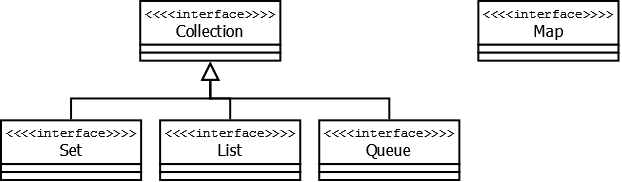 <<<<interface>>>>
Collection
<<<<interface>>>>
Map
<<<<interface>>>>
Set
<<<<interface>>>>
List
<<<<interface>>>>
Queue